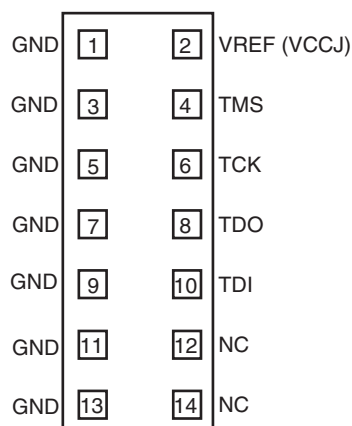 GND 1 2 VREF (VCCJ)
GND 3 4 TMS
GND 5 6 TCK
GND 7 8 TDO
GND 9 10 TDI
GND 11 12 NC
GND 13 14 NC